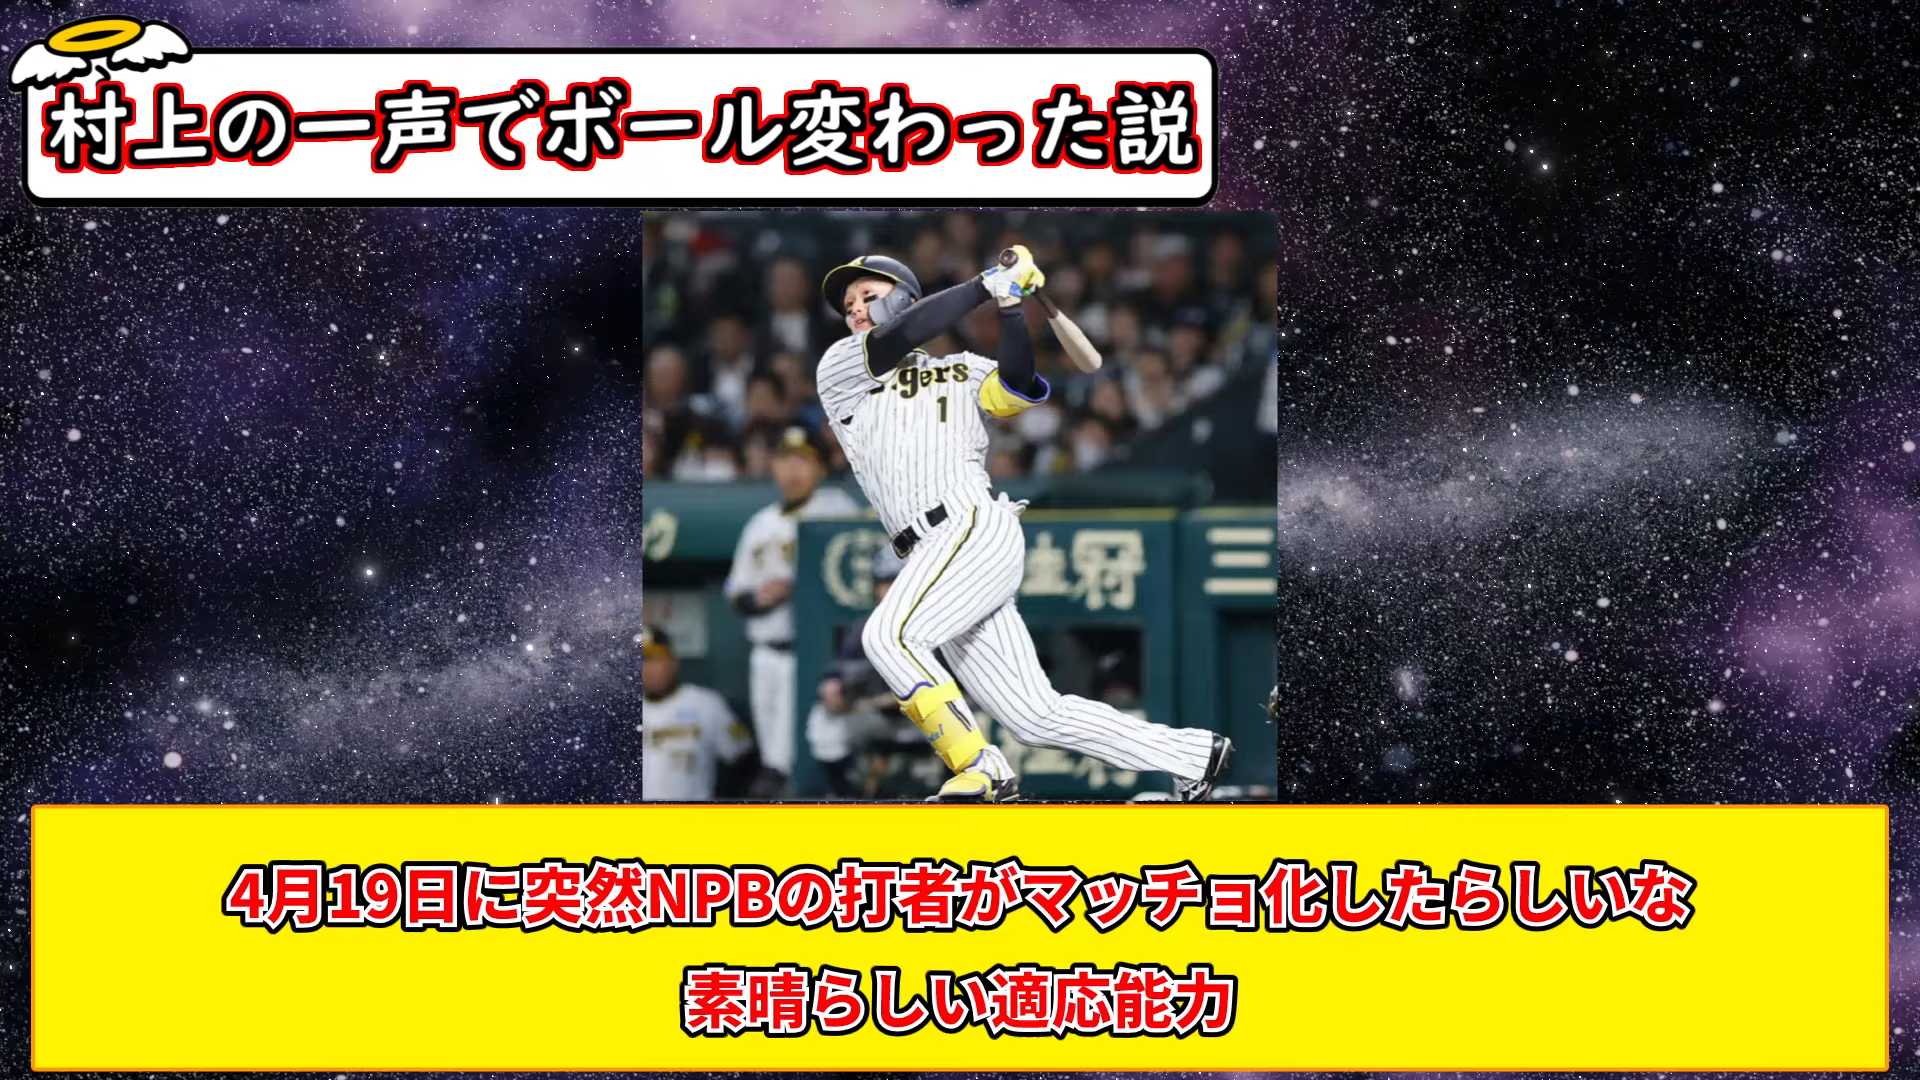 村上の一声でボール変わった説
gers
1
4月19日に突然NPBの打者がマッチョ化したらしいな
素晴らしい適応能力